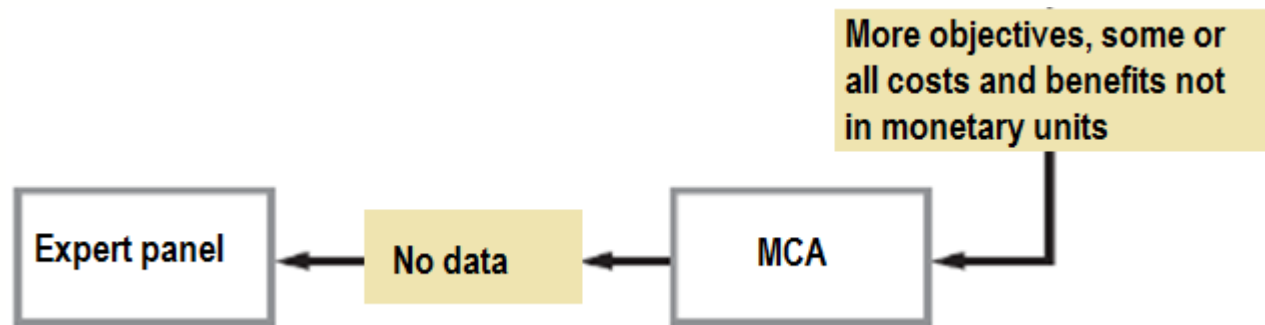 More objectives, some or
all costs and benefits not
in monetary units
Expert panel
No data
MCA